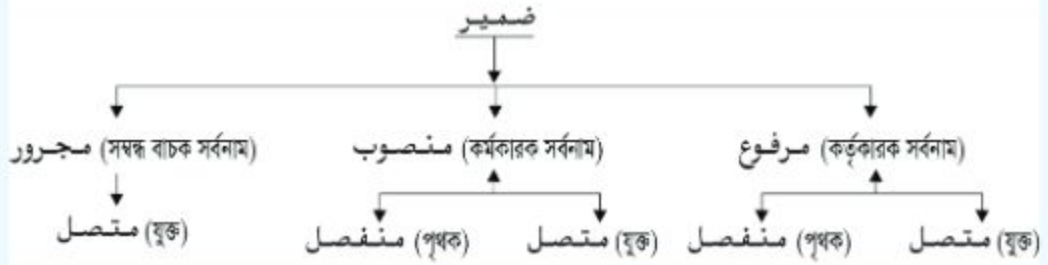 ضمير
مرفوع (কর্তৃকারক সর্বনাম) منصوب (কর্মকারক সর্বনাম) مجرور (সম্বন্ধ বাচক সর্বনাম)
متصل (যুক্ত) منفصل (পৃথক) متصل (যুক্ত) منفصل (পৃথক) متصل (যুক্ত)